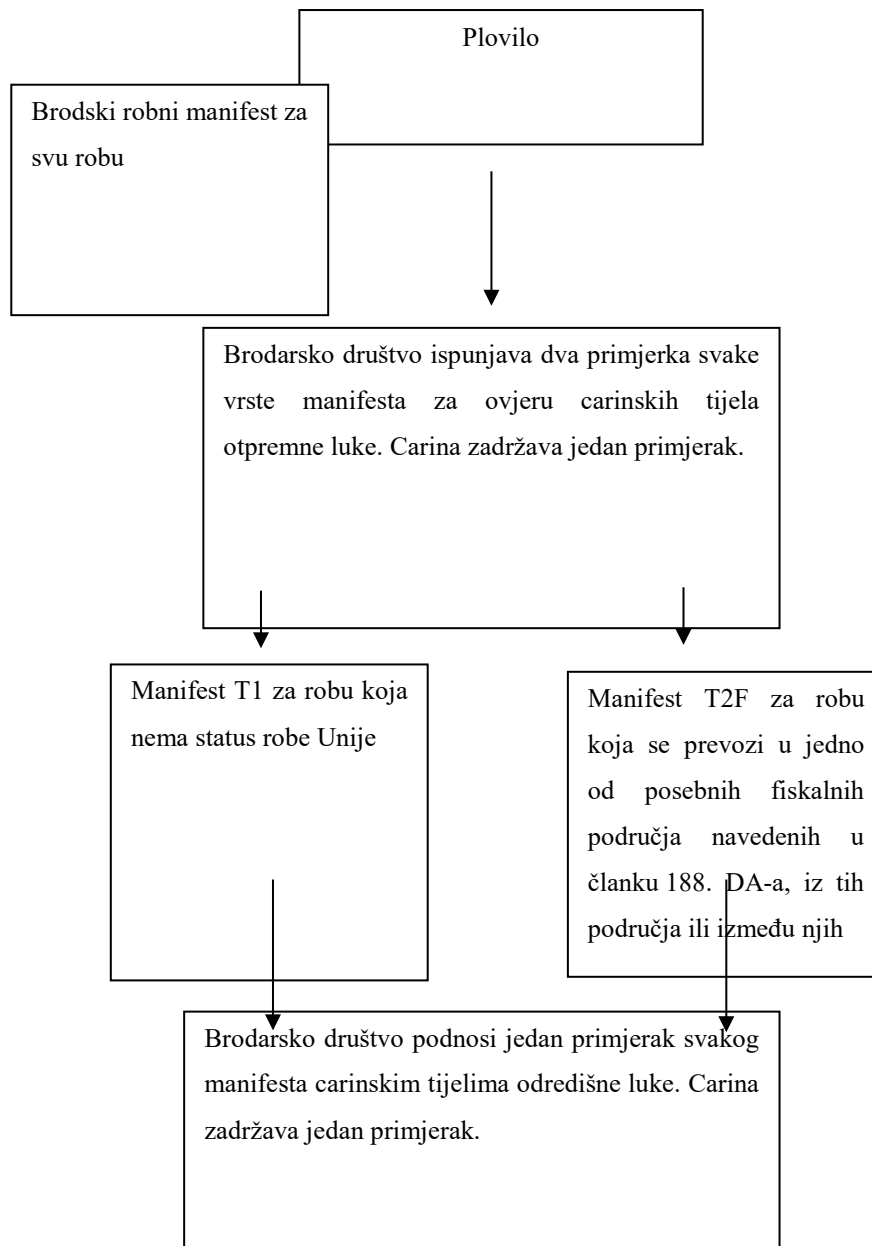 Plovilo
Brodski robni manifest za
svu robu
Brodarsko društvo ispunjava dva primjerka svake
vrste manifesta za ovjeru carinskih tijela
otpremne luke. Carina zadržava jedan primjerak.
Manifest T1 za robu koja
nema status robe Unije
Manifest T2F za robu
koja se prevozi u jedno
od posebnih fiskalnih
područja navedenih u
članku 188. DA-a, iz tih
područja ili između njih
Brodarsko društvo podnosi jedan primjerak svakog
manifesta carinskim tijelima odredišne luke. Carina
zadržava jedan primjerak.